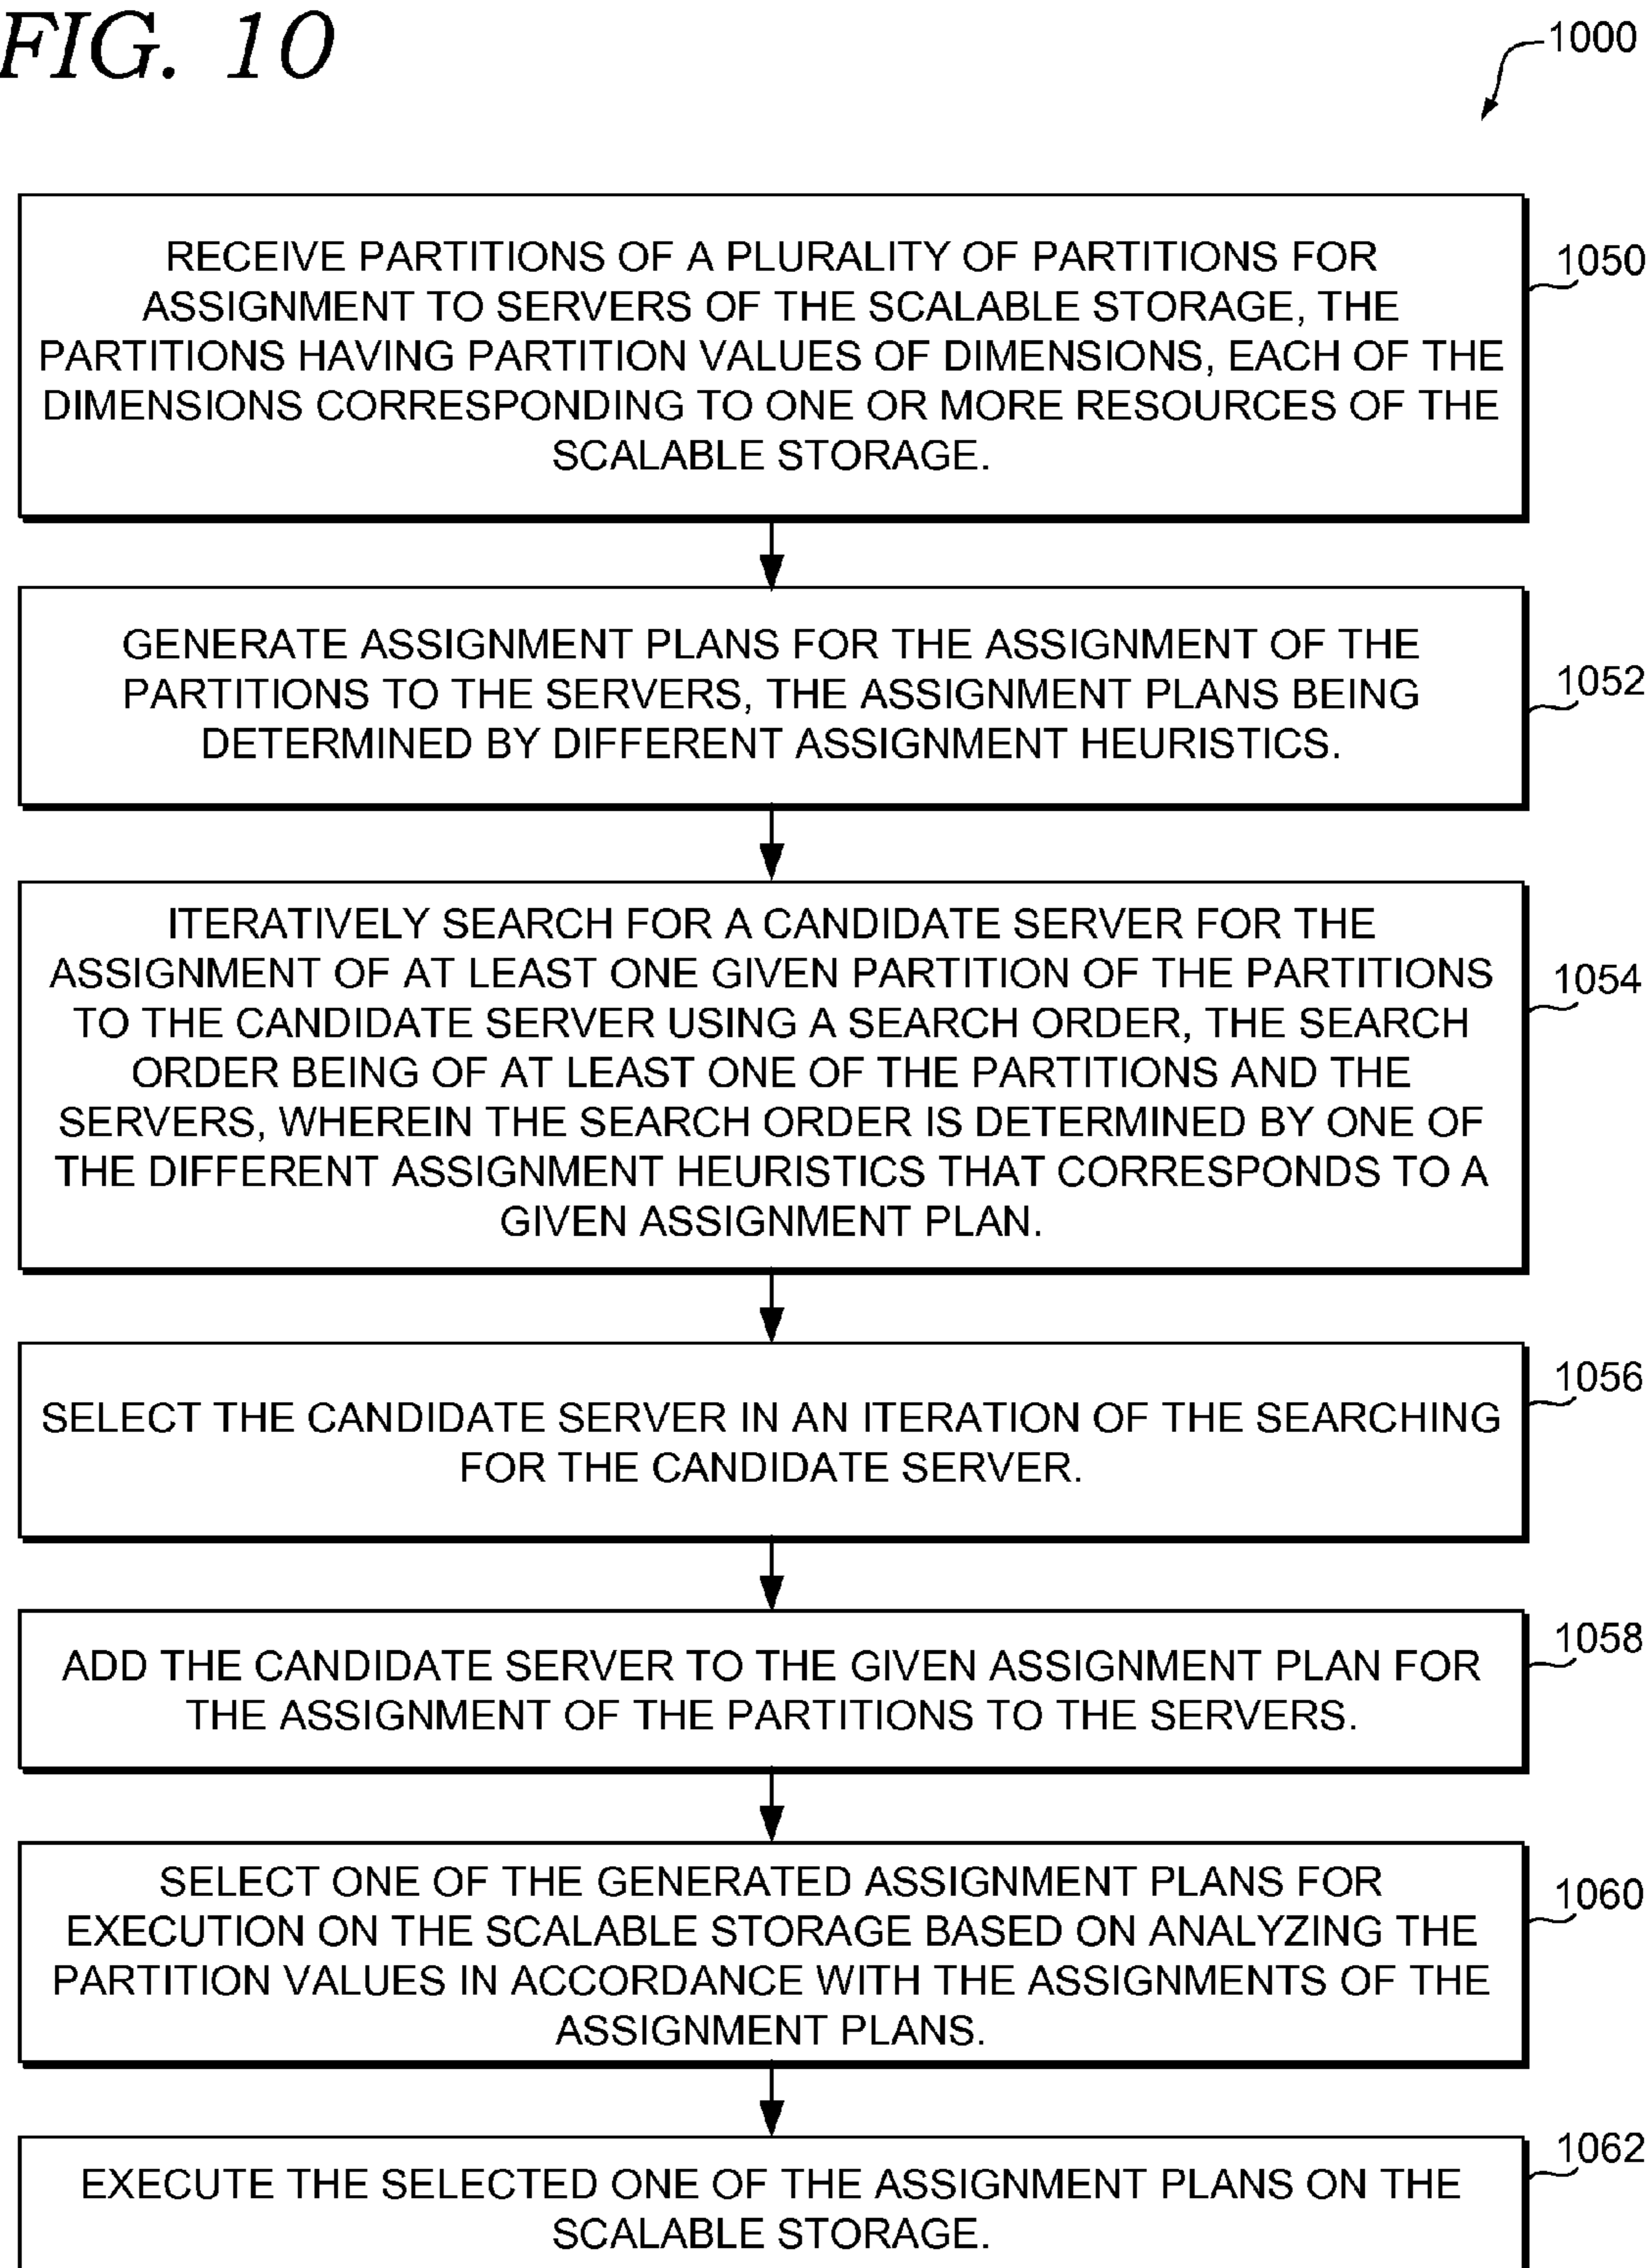 FIG. 10
1000
RECEIVE PARTITIONS OF A PLURALITY OF PARTITIONS FOR
ASSIGNMENT TO SERVERS OF THE SCALABLE STORAGE, THE
PARTITIONS HAVING PARTITION VALUES OF DIMENSIONS, EACH OF THE
DIMENSIONS CORRESPONDING TO ONE OR MORE RESOURCES OF THE
SCALABLE STORAGE.
1050
GENERATE ASSIGNMENT PLANS FOR THE ASSIGNMENT OF THE
PARTITIONS TO THE SERVERS, THE ASSIGNMENT PLANS BEING
DETERMINED BY DIFFERENT ASSIGNMENT HEURISTICS.
1052
ITERATIVELY SEARCH FOR A CANDIDATE SERVER FOR THE
ASSIGNMENT OF AT LEAST ONE GIVEN PARTITION OF THE PARTITIONS
TO THE CANDIDATE SERVER USING A SEARCH ORDER, THE SEARCH
ORDER BEING OF AT LEAST ONE OF THE PARTITIONS AND THE
SERVERS, WHEREIN THE SEARCH ORDER IS DETERMINED BY ONE OF
THE DIFFERENT ASSIGNMENT HEURISTICS THAT CORRESPONDS TO A
GIVEN ASSIGNMENT PLAN.
1054
SELECT THE CANDIDATE SERVER IN AN ITERATION OF THE SEARCHING
FOR THE CANDIDATE SERVER.
1056
ADD THE CANDIDATE SERVER TO THE GIVEN ASSIGNMENT PLAN FOR
THE ASSIGNMENT OF THE PARTITIONS TO THE SERVERS.
1058
SELECT ONE OF THE GENERATED ASSIGNMENT PLANS FOR
EXECUTION ON THE SCALABLE STORAGE BASED ON ANALYZING THE
PARTITION VALUES IN ACCORDANCE WITH THE ASSIGNMENTS OF THE
ASSIGNMENT PLANS.
1060
EXECUTE THE SELECTED ONE OF THE ASSIGNMENT PLANS ON THE
SCALABLE STORAGE.
1062